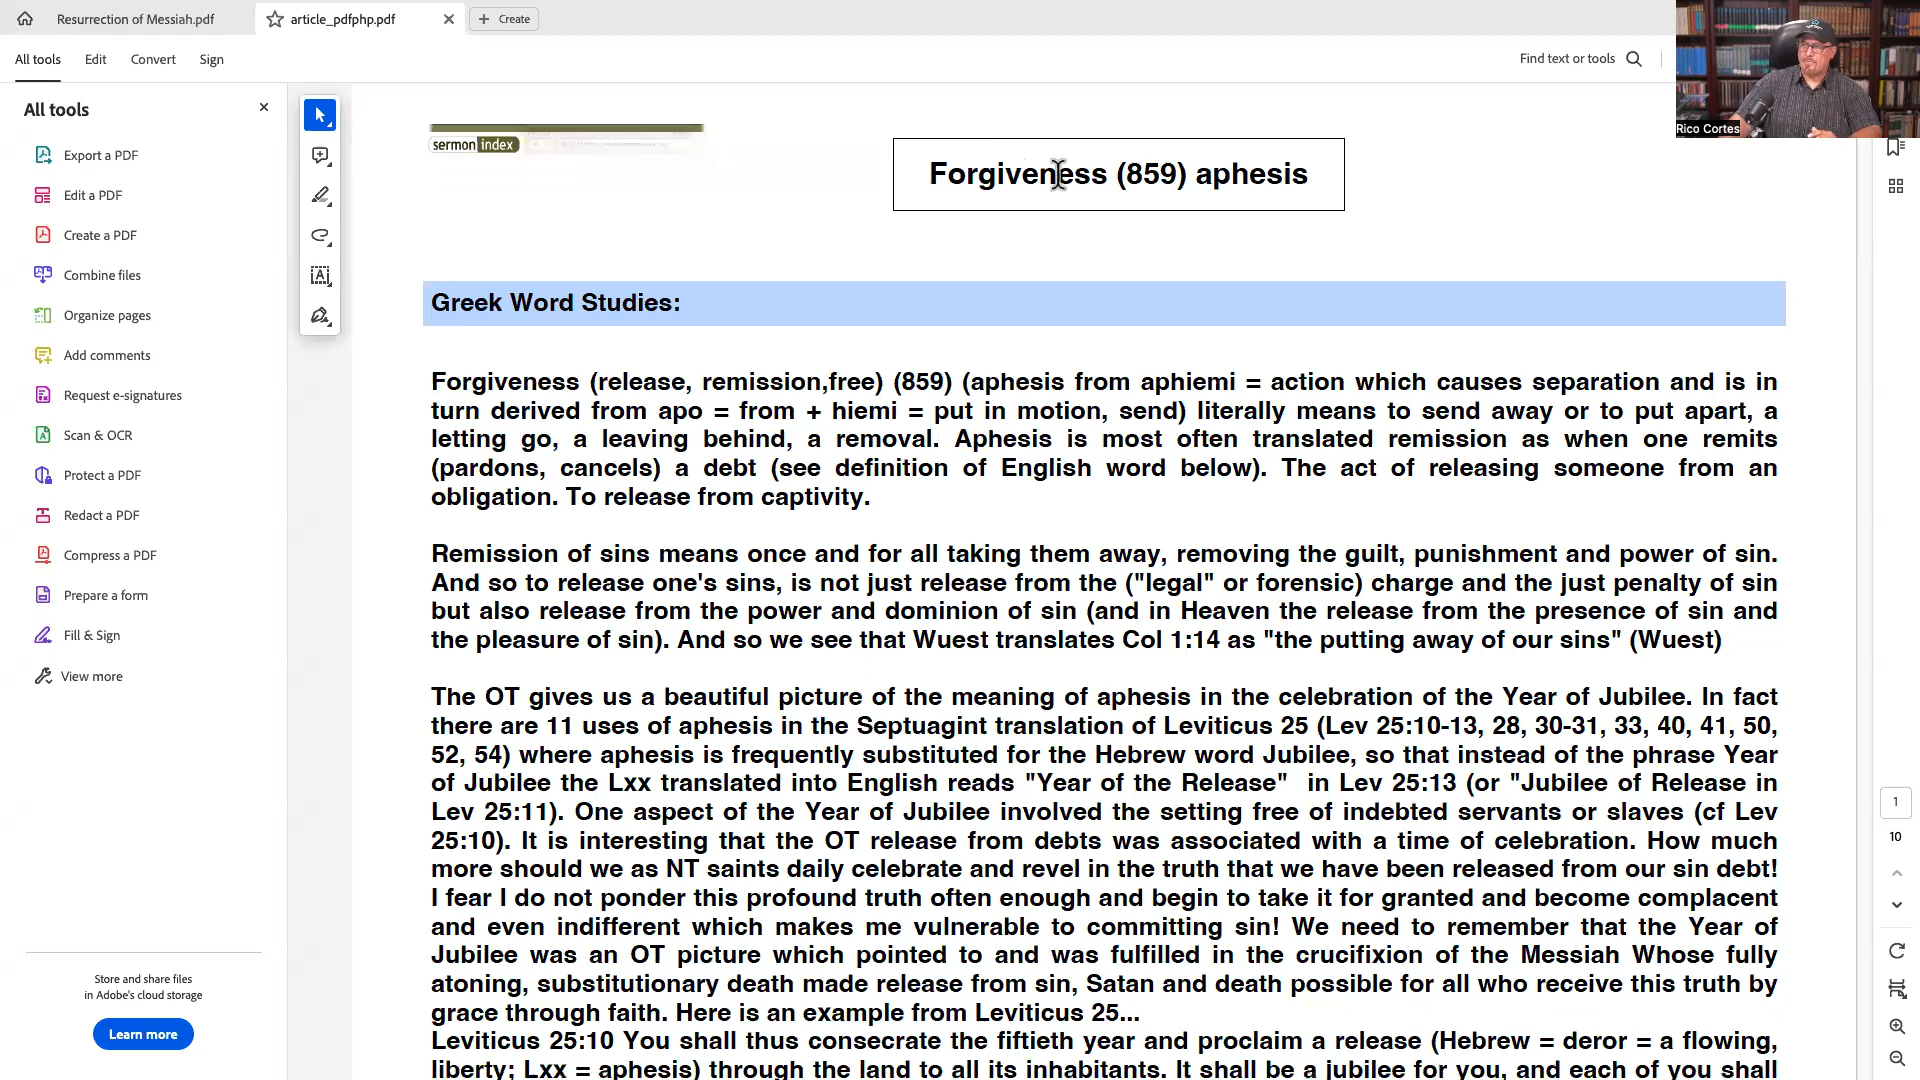 Resurrection of Messiah.pdf
article_pdfphp.pdf
Create
All tools
Edit
Convert
Sign
Find text or tools
Rico Cortes
All tools
Export a PDF
Edit a PDF
Create a PDF
Combine files
Organize pages
Add comments
Request e-signatures
Scan & OCR
Protect a PDF
Redact a PDF
Compress a PDF
Prepare a form
Fill & Sign
View more
Store and share files
in Adobe's cloud storage
Learn more
sermon index
Forgiveness (859) aphesis
Greek Word Studies:
Forgiveness (release, remission,free) (859) (aphesis from aphiemi = action which causes separation and is in
turn derived from apo = from + hiemi = put in motion, send) literally means to send away or to put apart, a
letting go, a leaving behind, a removal. Aphesis is most often translated remission as when one remits
(pardons, cancels) a debt (see definition of English word below). The act of releasing someone from an
obligation. To release from captivity.
Remission of sins means once and for all taking them away, removing the guilt, punishment and power of sin.
And so to release one's sins, is not just release from the ("legal" or forensic) charge and the just penalty of sin
but also release from the power and dominion of sin (and in Heaven the release from the presence of sin and
the pleasure of sin). And so we see that Wuest translates Col 1:14 as "the putting away of our sins" (Wuest)
The OT gives us a beautiful picture of the meaning of aphesis in the celebration of the Year of Jubilee. In fact
there are 11 uses of aphesis in the Septuagint translation of Leviticus 25 (Lev 25:10-13, 28, 30-31, 33, 40, 41, 50,
52, 54) where aphesis is frequently substituted for the Hebrew word Jubilee, so that instead of the phrase Year
of Jubilee the Lxx translated into English reads "Year of the Release" in Lev 25:13 (or "Jubilee of Release in
Lev 25:11). One aspect of the Year of Jubilee involved the setting free of indebted servants or slaves (cf Lev
25:10). It is interesting that the OT release from debts was associated with a time of celebration. How much
more should we as NT saints daily celebrate and revel in the truth that we have been released from our sin debt!
I fear I do not ponder this profound truth often enough and begin to take it for granted and become complacent
and even indifferent which makes me vulnerable to committing sin! We need to remember that the Year of
Jubilee was an OT picture which pointed to and was fulfilled in the crucifixion of the Messiah Whose fully
atoning, substitutionary death made release from sin, Satan and death possible for all who receive this truth by
grace through faith. Here is an example from Leviticus 25...
Leviticus 25:10 You shall thus consecrate the fiftieth year and proclaim a release (Hebrew = deror = a flowing,
liberty; Lxx = aphesis) through the land to all its inhabitants. It shall be a jubilee for you, and each of you shall
1
10